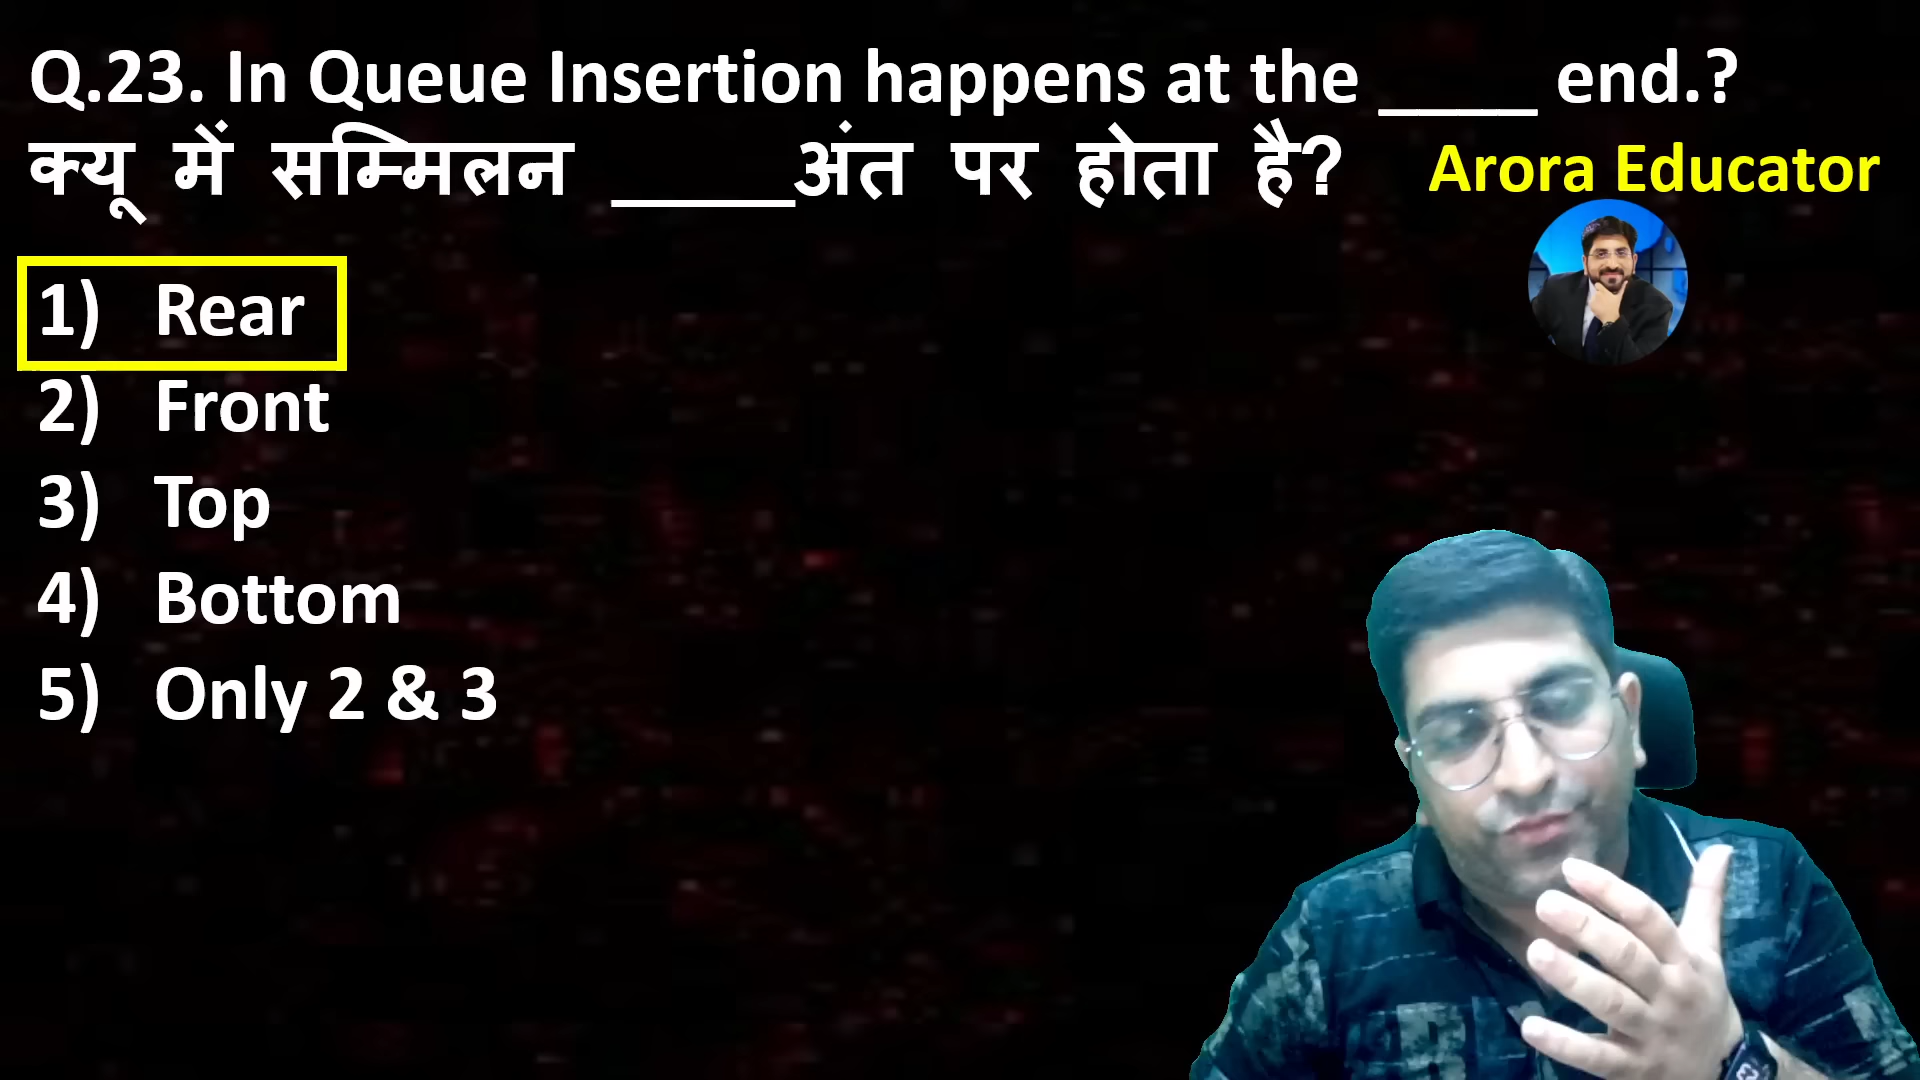 Q.23. In Queue Insertion happens at the ____ end.?
क्यू में सम्मिलन ____अंत पर होता है?
Arora Educator
1) Rear
2) Front
3) Top
4) Bottom
5) Only 2 & 3